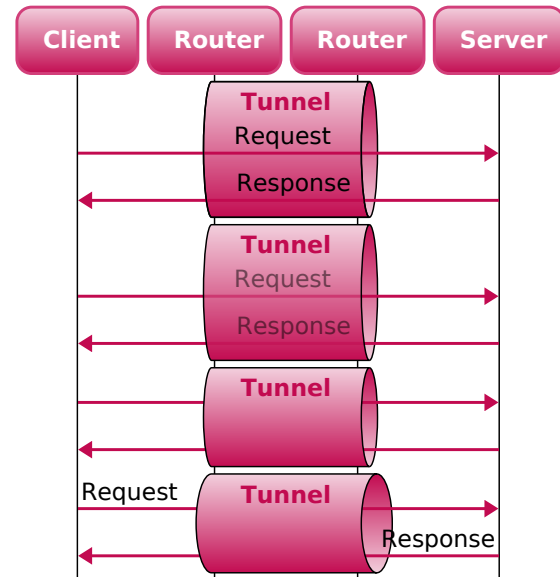 Client Router Router Server
Tunnel
Request
Response
Tunnel
Request
Response
Tunnel
Tunnel
Request
Response